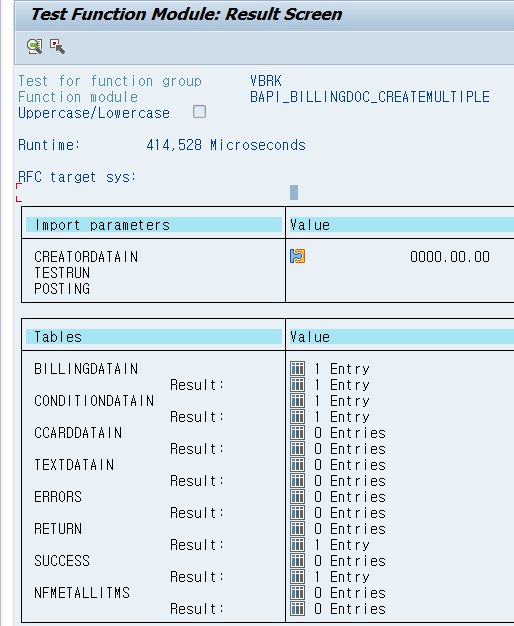 Test Function Module: Result Screen
Test for function group VBRK
Function module BAPI_BILLINGDOC_CREATEMULTIPLE
Uppercase/Lowercase
Runtime: 414,528 Microseconds
RFC target sys:
Import parameters Value
CREATORDATAIN 0000.00.00
TESTRUN
POSTING
Tables Value
BILLINGDATAIN 1 Entry
Result: 1 Entry
CONDITIONDATAIN 1 Entry
Result: 1 Entry
CCARDDATAIN 0 Entries
Result: 0 Entries
TEXTDATAIN 0 Entries
Result: 0 Entries
ERRORS 0 Entries
Result: 0 Entries
RETURN 0 Entries
Result: 1 Entry
SUCCESS 0 Entries
Result: 1 Entry
NFMETALLITMS 0 Entries
Result: 0 Entries